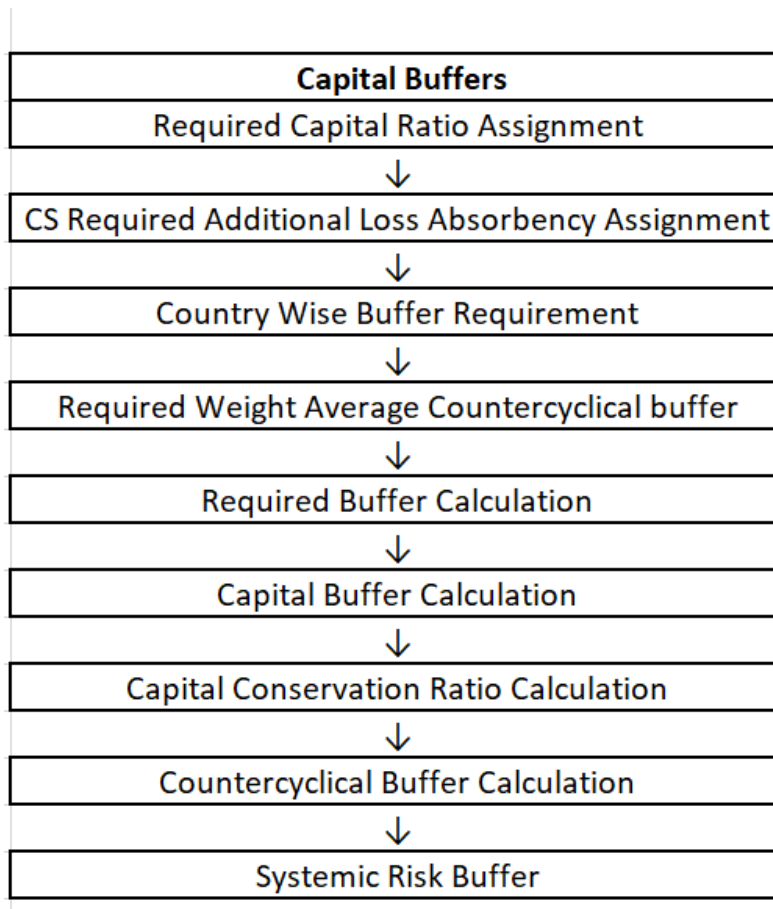 Capital Buffers
Required Capital Ratio Assignment
↓
CS Required Additional Loss Absorbency Assignment
↓
Country Wise Buffer Requirement
↓
Required Weight Average Countercyclical buffer
↓
Required Buffer Calculation
↓
Capital Buffer Calculation
↓
Capital Conservation Ratio Calculation
↓
Countercyclical Buffer Calculation
↓
Systemic Risk Buffer